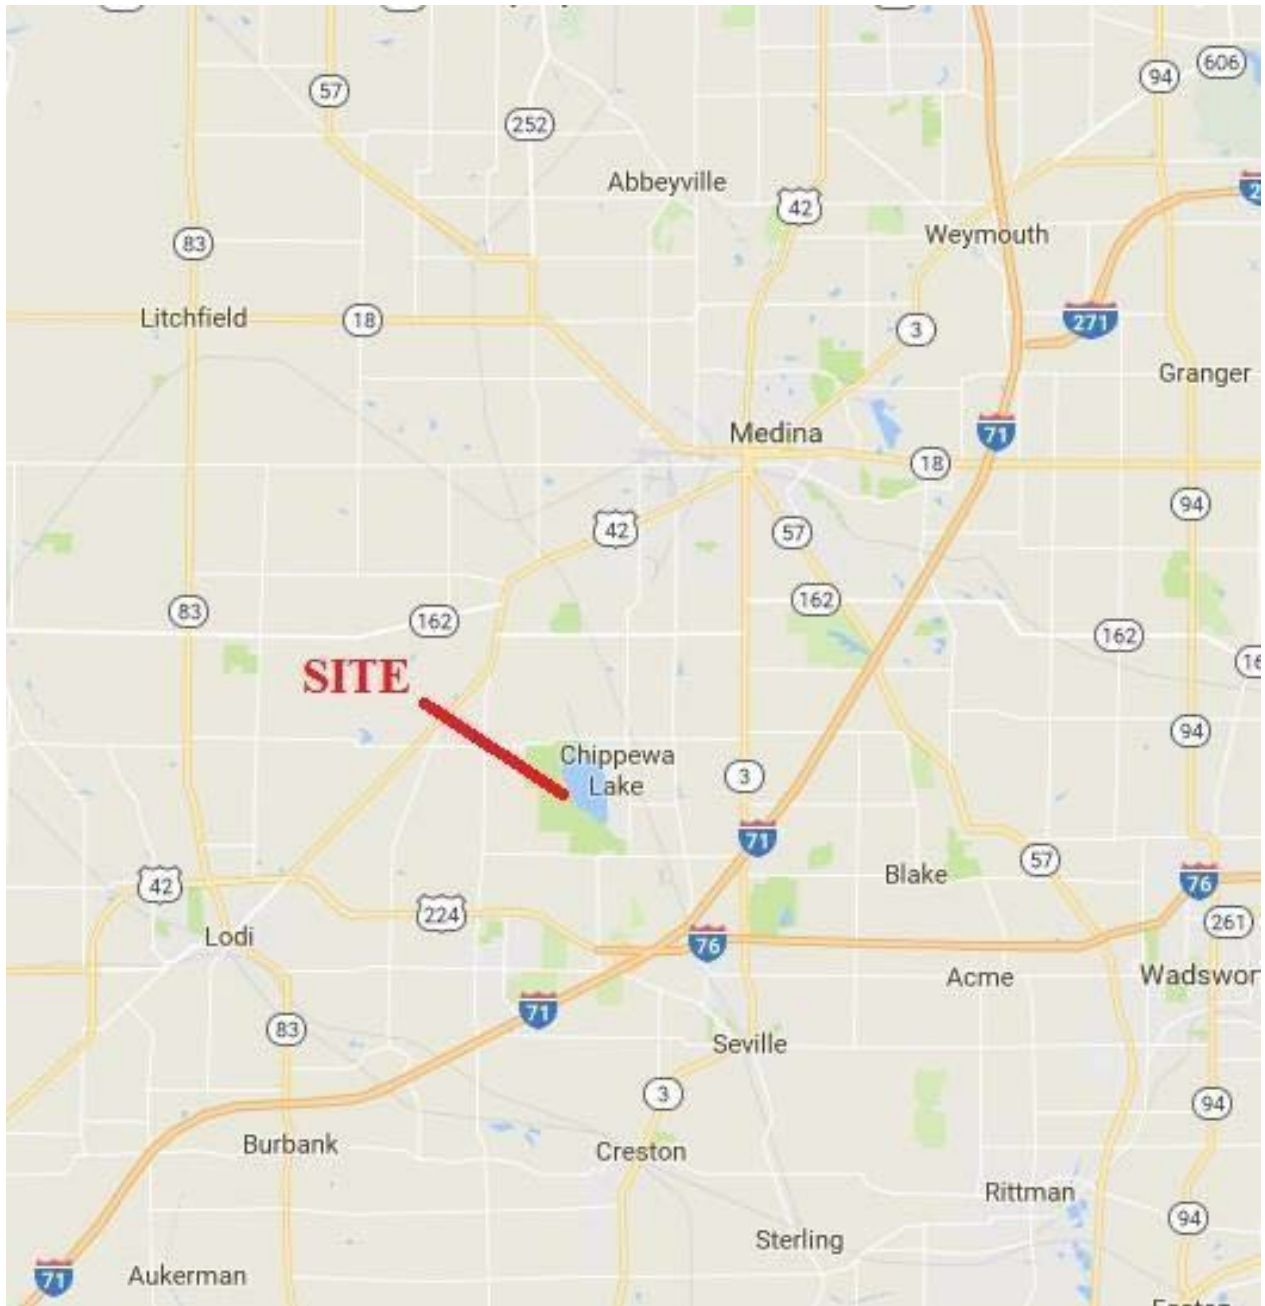 57
94
606
252
Abbeyville
42
Weymouth
83
2
Litchfield
18
3
271
Granger
Medina
71
18
42
57
94
83
162
162
162
16
SITE
94
Chippewa
Lake
3
71
Blake
57
76
42
224
261
Lodi
76
Acme
Wadswor
71
83
Seville
3
94
Burbank
Creston
Rittman
94
Sterling
71
Aukerman